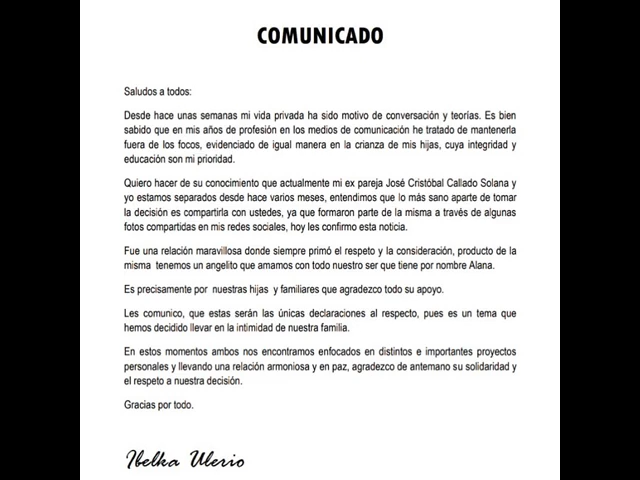 COMUNICADO
Saludos a todos:
Desde hace unas semanas mi vida privada ha sido motivo de conversación y teorías. Es bien
sabido que en mis años de profesión en los medios de comunicación he tratado de mantenerla
fuera de los focos, evidenciado de igual manera en la crianza de mis hijas, cuya integridad y
educación son mi prioridad.
Quiero hacer de su conocimiento que actualmente mi ex pareja José Cristóbal Callado Solana y
yo estamos separados desde hace varios meses, entendimos que lo más sano aparte de tomar
la decisión es compartirla con ustedes, ya que formaron parte de la misma a través de algunas
fotos compartidas en mis redes sociales, hoy les confirmo esta noticia.
Fue una relación maravillosa donde siempre primó el respeto y la consideración, producto de la
misma tenemos un angelito que amamos con todo nuestro ser que tiene por nombre Alana.
Es precisamente por nuestras hijas y familiares que agradezco todo su apoyo.
Les comunico, que estas serán las únicas declaraciones al respecto, pues es un tema que
hemos decidido llevar en la intimidad de nuestra familia.
En estos momentos ambos nos encontramos enfocados en distintos e importantes proyectos
personales y llevando una relación armoniosa y en paz, agradezco de antemano su solidaridad y
el respeto a nuestra decisión.
Gracias por todo.
Ibelka Ulerio